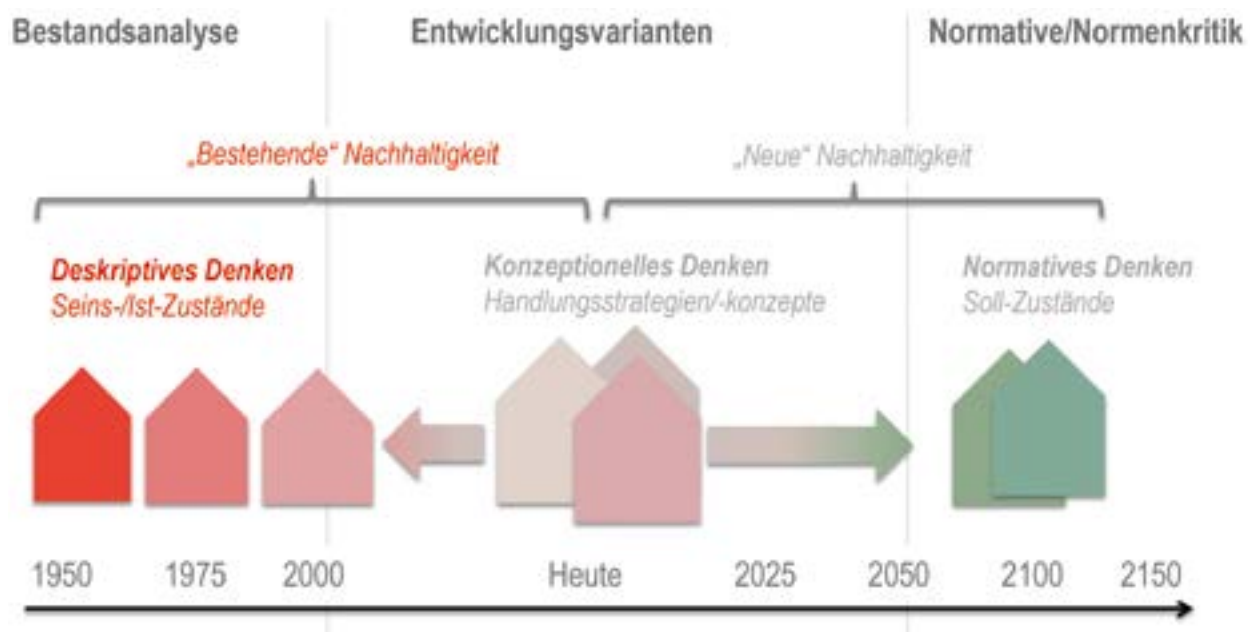 Bestandsanalyse
Entwicklungsvarianten
Normative/Normenkritik
„Bestehende“ Nachhaltigkeit
„Neue“ Nachhaltigkeit
Deskriptives Denken
Seins-/Ist-Zustände
Konzeptionelles Denken
Handlungsstrategien/-konzepte
Normatives Denken
Soll-Zustände
1950 1975 2000 Heute 2025 2050 2100 2150